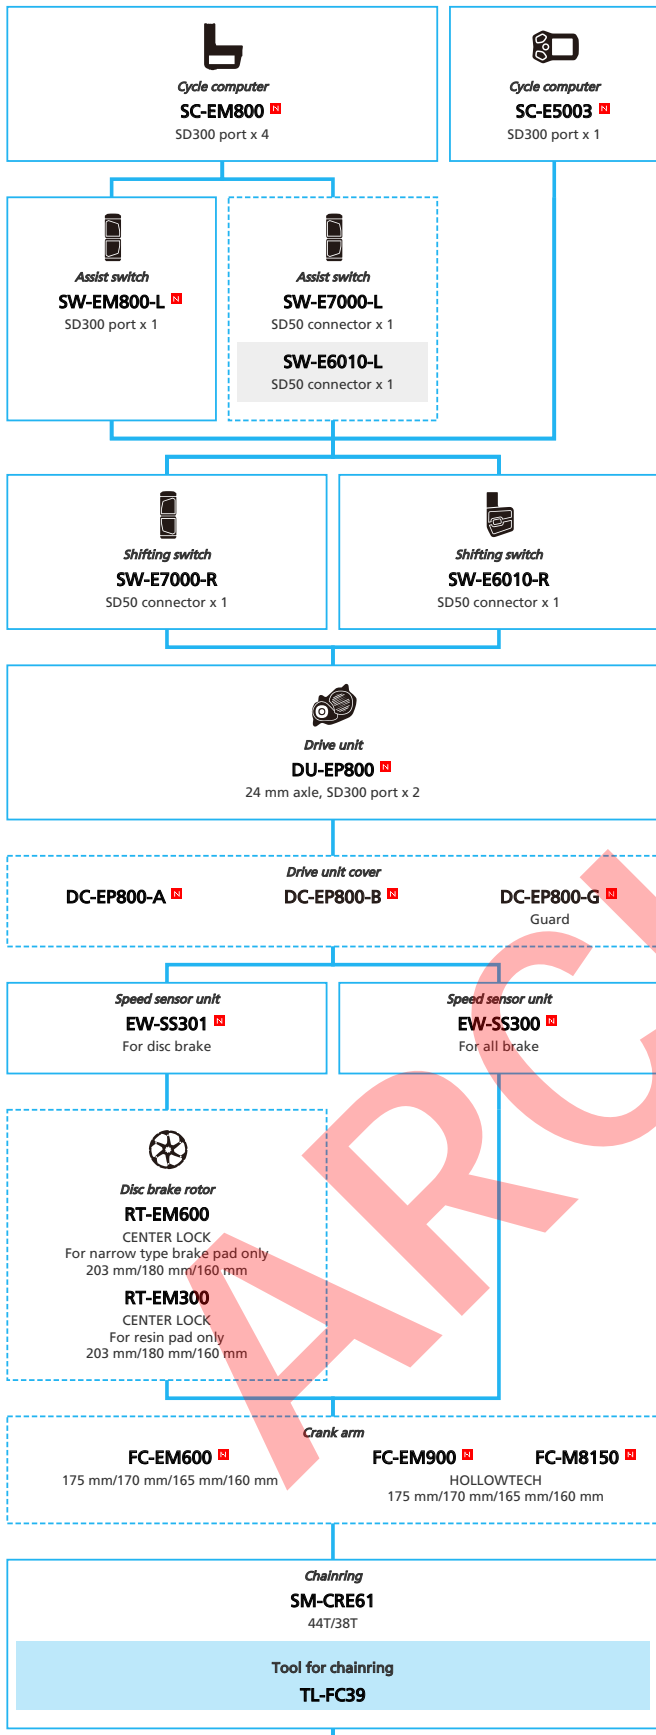 Cycle computer
SC-EM800 N
SD300 port x 4
Cycle computer
SC-E5003 N
SD300 port x 1
Assist switch
SW-EM800-L N
SD300 port x 1
Assist switch
SW-E7000-L
SD50 connector x 1
SW-E6010-L
SD50 connector x 1
Shifting switch
SW-E7000-R
SD50 connector x 1
Shifting switch
SW-E6010-R
SD50 connector x 1
Drive unit
DU-EP800 N
24 mm axle, SD300 port x 2
Drive unit cover
DC-EP800-A N
DC-EP800-B N
DC-EP800-G N
Guard
Speed sensor unit
EW-SS301 N
For disc brake
Speed sensor unit
EW-SS300 N
For all brake
Disc brake rotor
RT-EM600
CENTER LOCK
For narrow type brake pad only
203 mm/180 mm/160 mm
RT-EM300
CENTER LOCK
For resin pad only
203 mm/180 mm/160 mm
Crank arm
FC-EM600 N
175 mm/170 mm/165 mm/160 mm
FC-EM900 N
FC-M8150 N
HOLLOWTECH
175 mm/170 mm/165 mm/160 mm
Chainring
SM-CRE61
44T/38T
Tool for chainring
TL-FC39
ARC